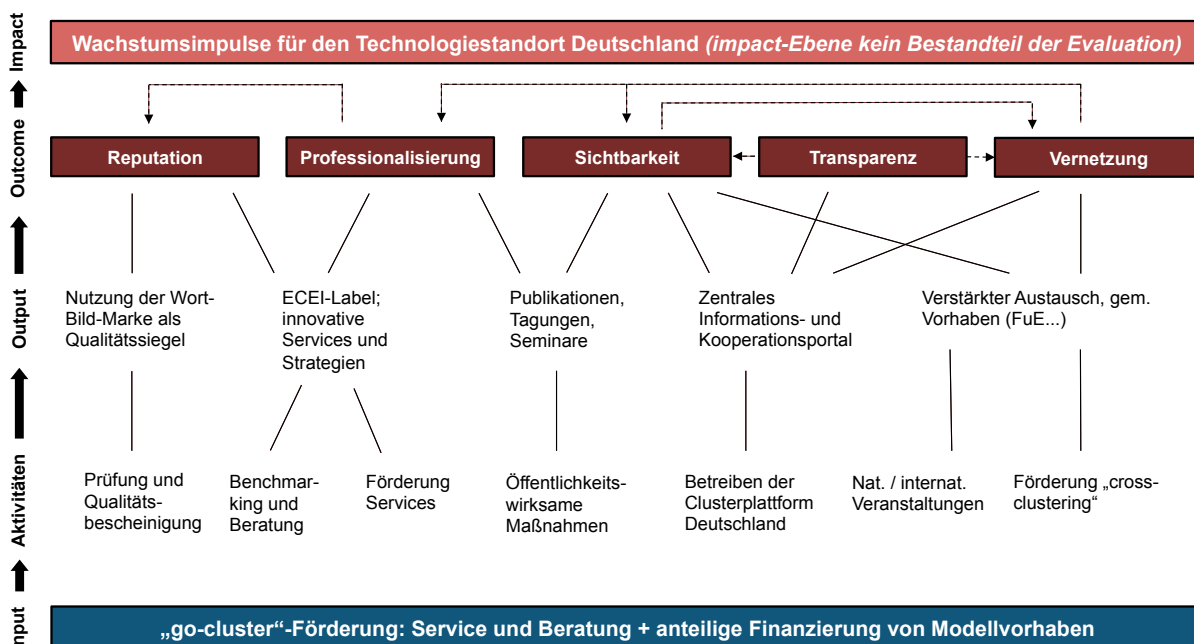 Impact
Wachstumsimpulse für den Technologiestandort Deutschland (impact-Ebene kein Bestandteil der Evaluation)
Outcome
Reputation
Professionalisierung
Sichtbarkeit
Transparenz
Vernetzung
Output
Nutzung der Wort-
Bild-Marke als
Qualitätssiegel
ECEI-Label;
innovative
Services und
Strategien
Publikationen,
Tagungen,
Seminare
Zentrales
Informations- und
Kooperationsportal
Verstärkter Austausch, gem.
Vorhaben (FuE...)
Aktivitäten
Prüfung und
Qualitäts-
bescheinigung
Benchmar-
king und
Beratung
Förderung
Services
Öffentlichkeits-
wirksame
Maßnahmen
Betreiben der
Clusterplattform
Deutschland
Nat. / internat.
Veranstaltungen
Förderung „cross-
clustering“
Input
„go-cluster“-Förderung: Service und Beratung + anteilige Finanzierung von Modellvorhaben